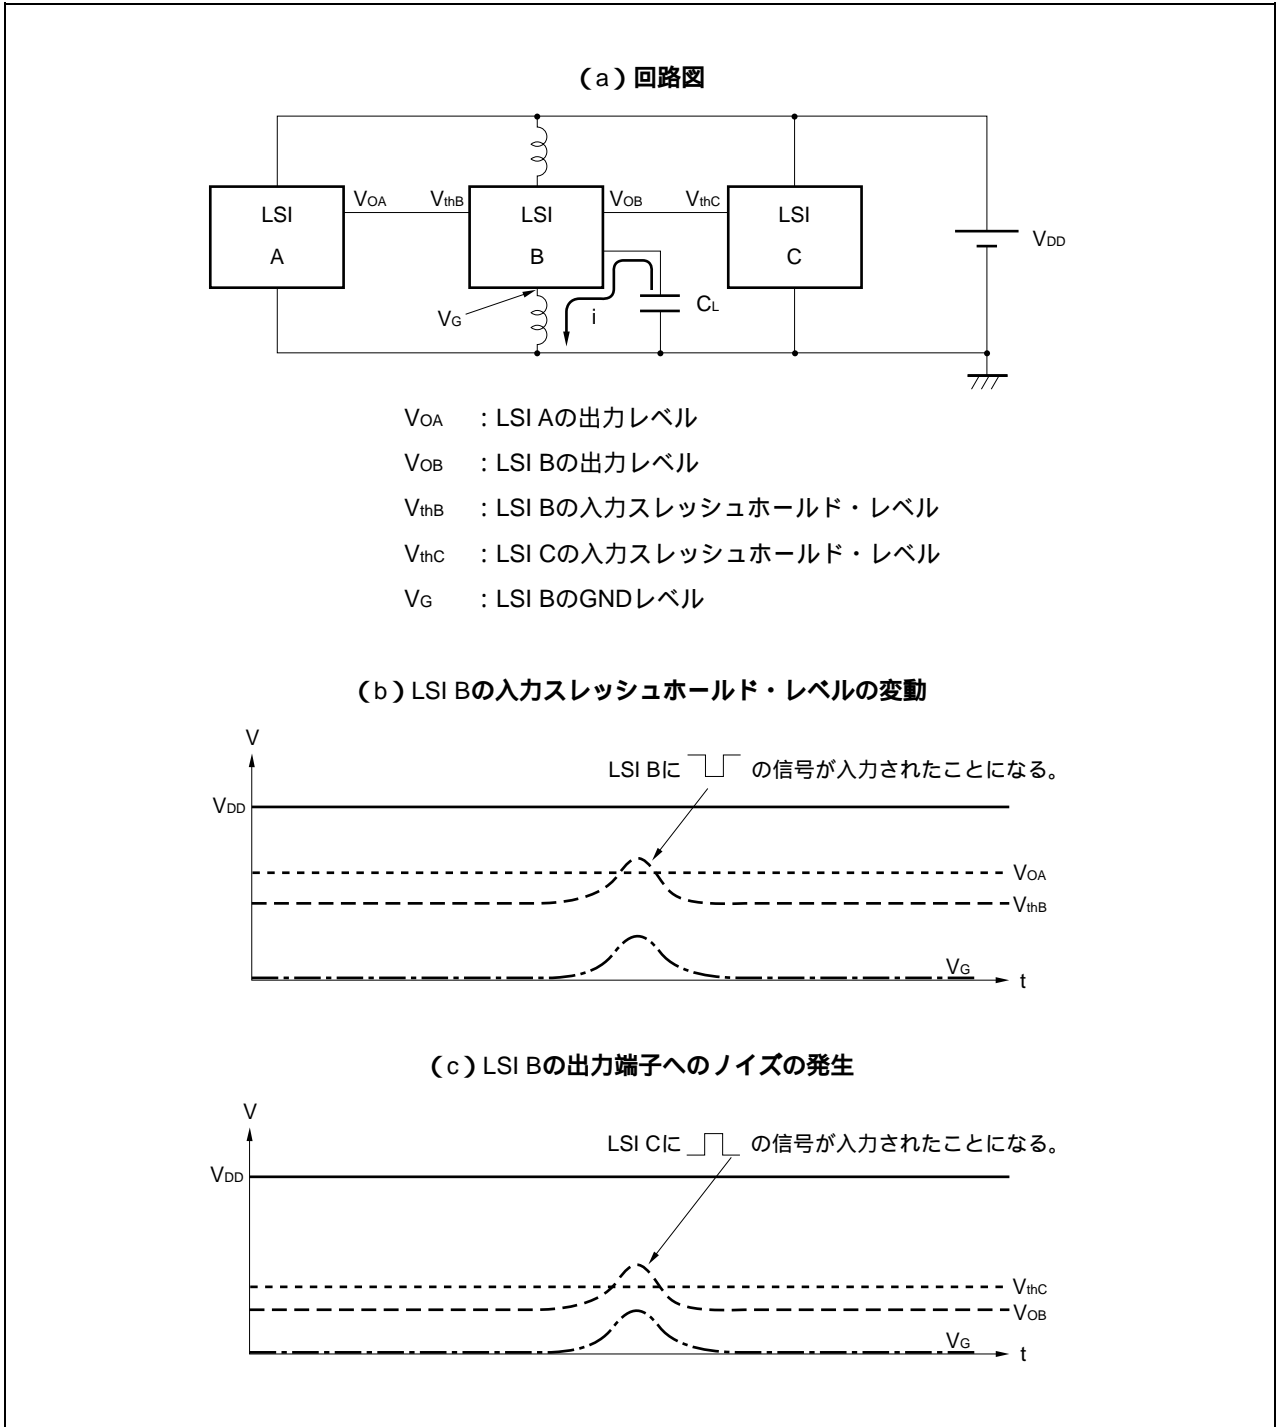 (a)回路図
VOA VthB VOB VthC
LSI A
LSI B
LSI C
VDD
VG
i
CL
VOA :LSI Aの出力レベル
VOB :LSI Bの出力レベル
VthB :LSI Bの入力スレッシュホールド・レベル
VthC :LSI Cの入力スレッシュホールド・レベル
VG :LSI BのGNDレベル
(b)LSI Bの入力スレッシュホールド・レベルの変動
V
LSI Bに の信号が入力されたことになる。
VDD
VOA
VthB
VG
t
(c)LSI Bの出力端子へのノイズの発生
V
LSI Cに の信号が入力されたことになる。
VDD
VthC
VOB
VG
t